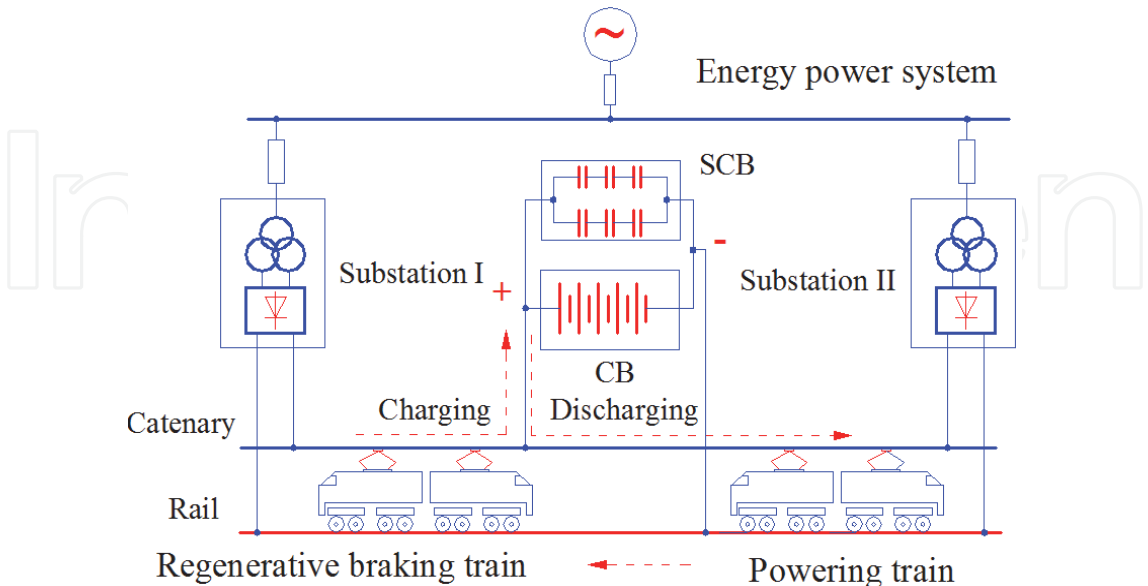 Energy power system
SCB
Substation I
+
-
Substation II
CB
Charging
Discharging
Catenary
Rail
Regenerative braking train
Powering train